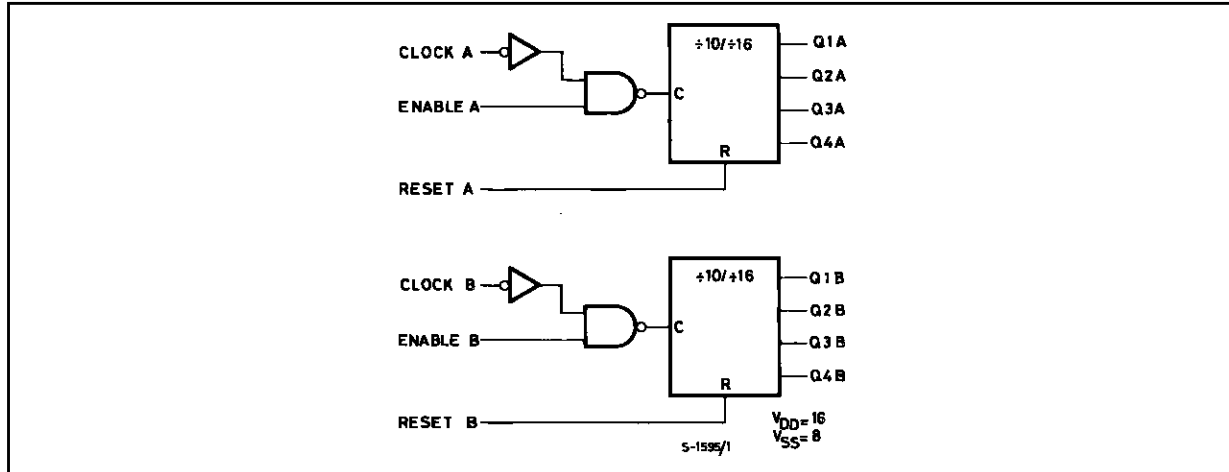 CLOCK A
ENABLE A
RESET A
÷10/÷16
C
R
Q1A
Q2A
Q3A
Q4A
CLOCK B
ENABLE B
RESET B
÷10/÷16
C
R
Q1B
Q2B
Q3B
Q4B
VDD=16
VSS=8
S-1595/1